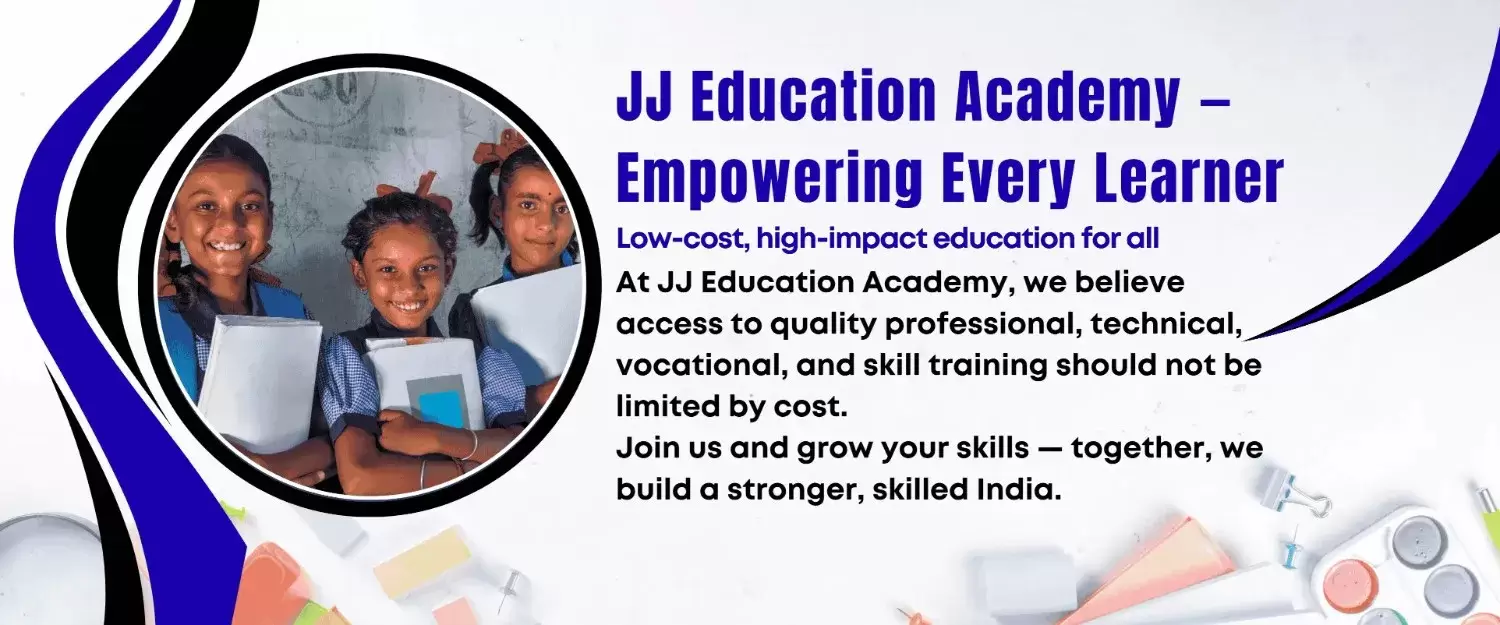 JJ Education Academy –
Empowering Every Learner
Low-cost, high-impact education for all
At JJ Education Academy, we believe
access to quality professional, technical,
vocational, and skill training should not be
limited by cost.
Join us and grow your skills — together, we
build a stronger, skilled India.